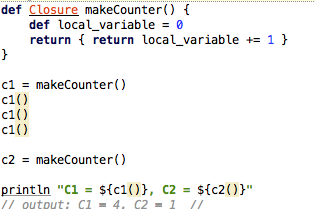 def Closure makeCounter() {
def local_variable = 0
return { return local_variable += 1 }
}
c1 = makeCounter()
c1()
c1()
c1()
c2 = makeCounter()
println "C1 = ${c1()}, C2 = ${c2()}"
// output: C1 = 4, C2 = 1 //